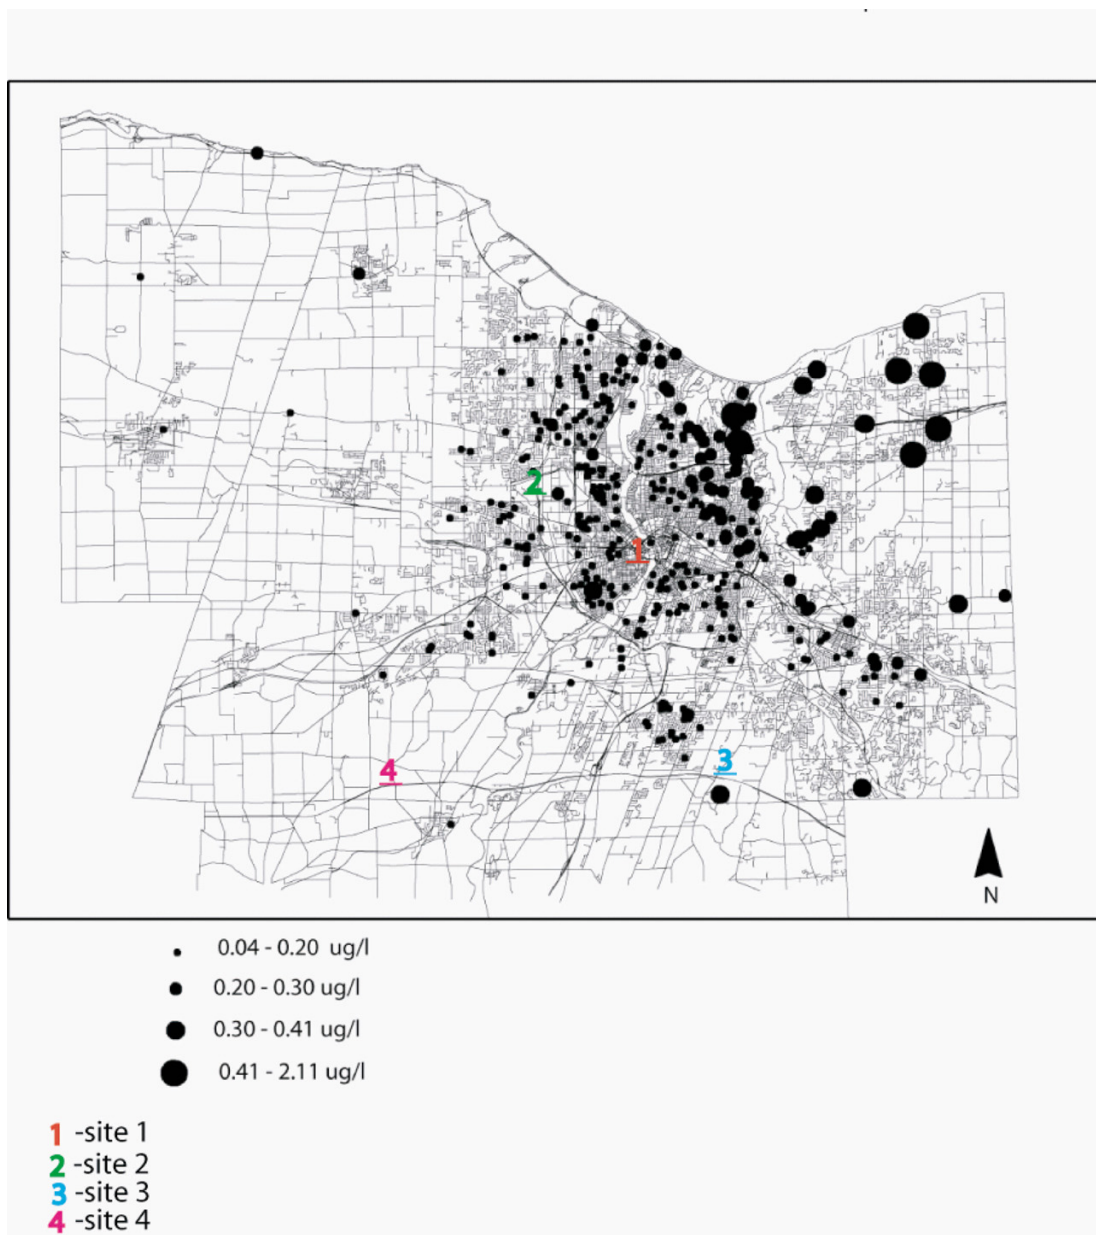 2
1
3
4
N
0.04 - 0.20 ug/l
0.20 - 0.30 ug/l
0.30 - 0.41 ug/l
0.41 - 2.11 ug/l
1 -site 1
2 -site 2
3 -site 3
4 -site 4